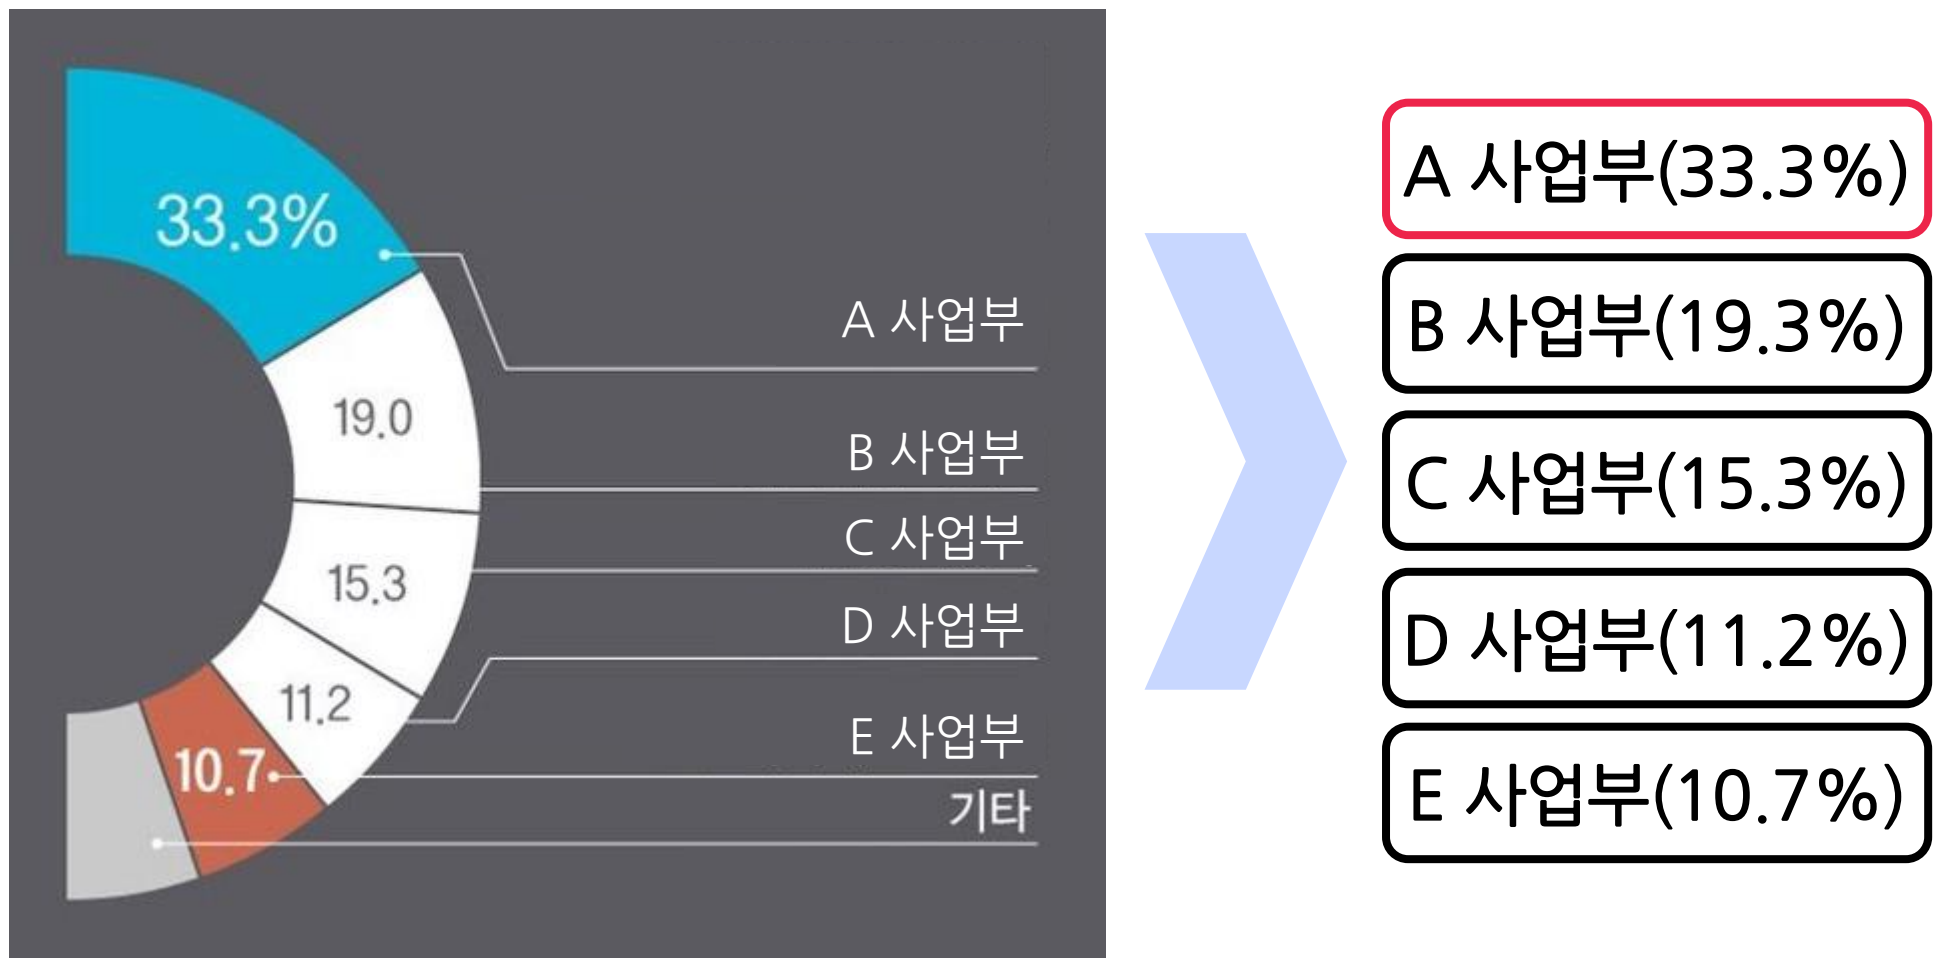 33.3%
A 사업부
19.0
B 사업부
C 사업부
15.3
D 사업부
11.2
E 사업부
10.7
기타
A 사업부(33.3%)
B 사업부(19.3%)
C 사업부(15.3%)
D 사업부(11.2%)
E 사업부(10.7%)